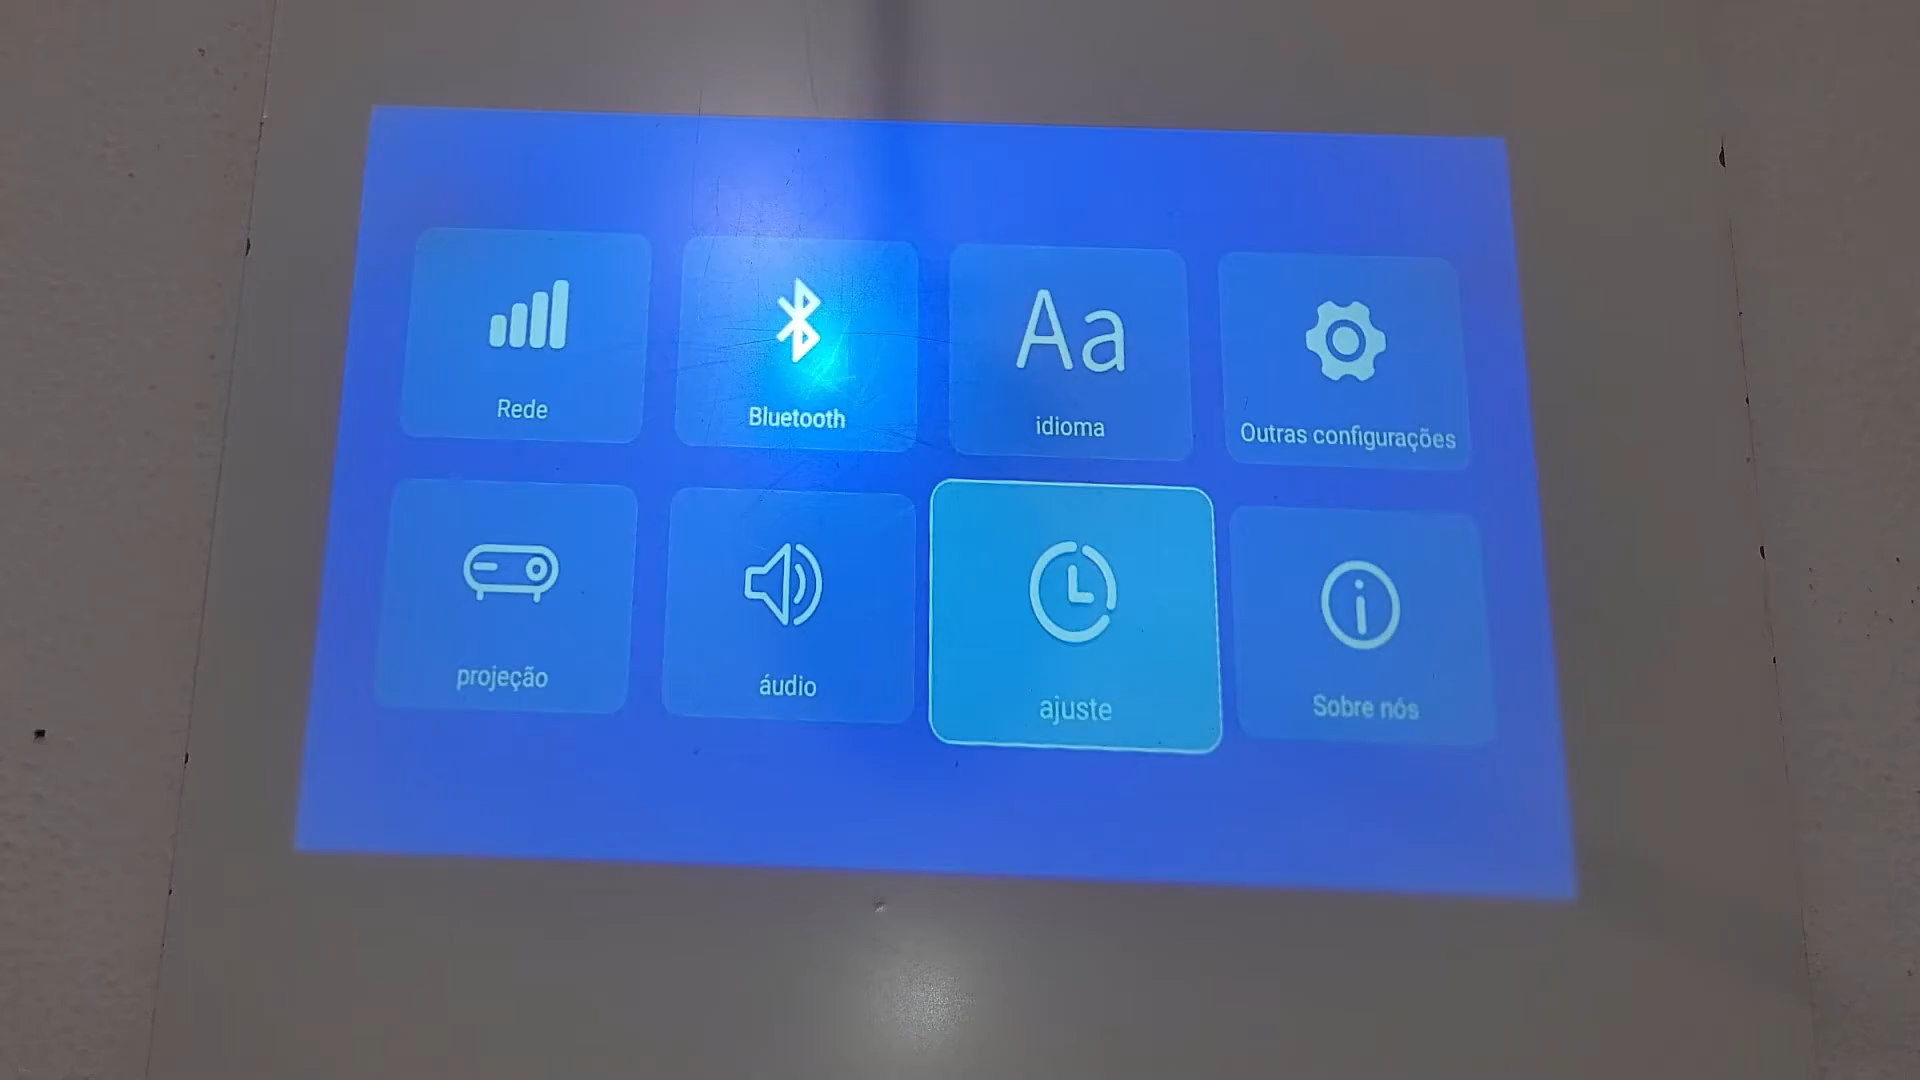 Rede
Bluetooth
Aa
idioma
Outras configurações
projeção
áudio
ajuste
Sobre nós